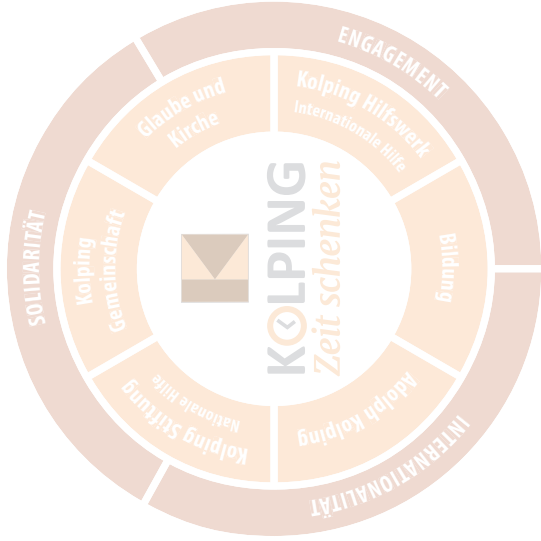 ENGAGEMENT
INTERNATIONALITÄT
SOLIDARITÄT
Kolping Hilfswerk
Internationale Hilfe
Bildung
Adolph Kolping
Kolping Stiftung
Nationale Hilfe
Kolping
Gemeinschaft
Glaube und
Kirche
KOLPING
Zeit schenken